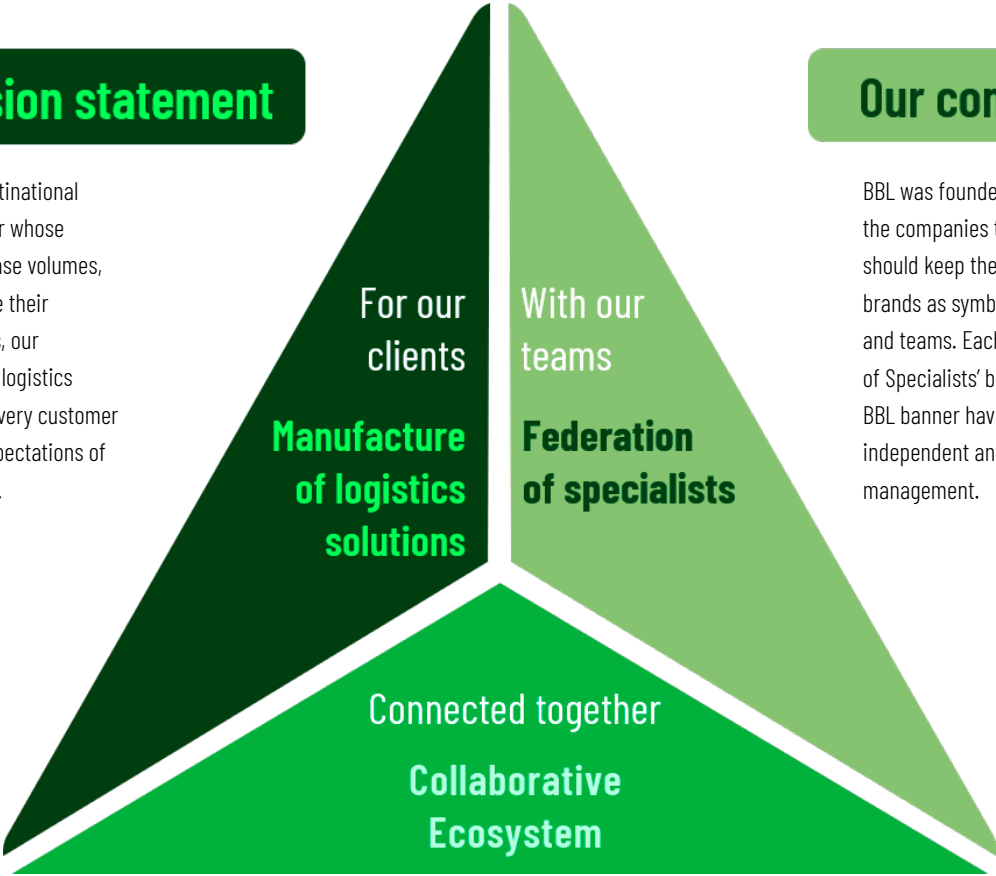 sion statement
tinational
r whose
ase volumes,
e their
s, our
logistics
very customer
pectations of
For our
clients
Manufacture
of logistics
solutions
With our
teams
Federation
of specialists
Connected together
Collaborative
Ecosystem
Our con
BBL was founde
the companies t
should keep the
brands as symb
and teams. Each
of Specialists’ b
BBL banner hav
independent an
management.